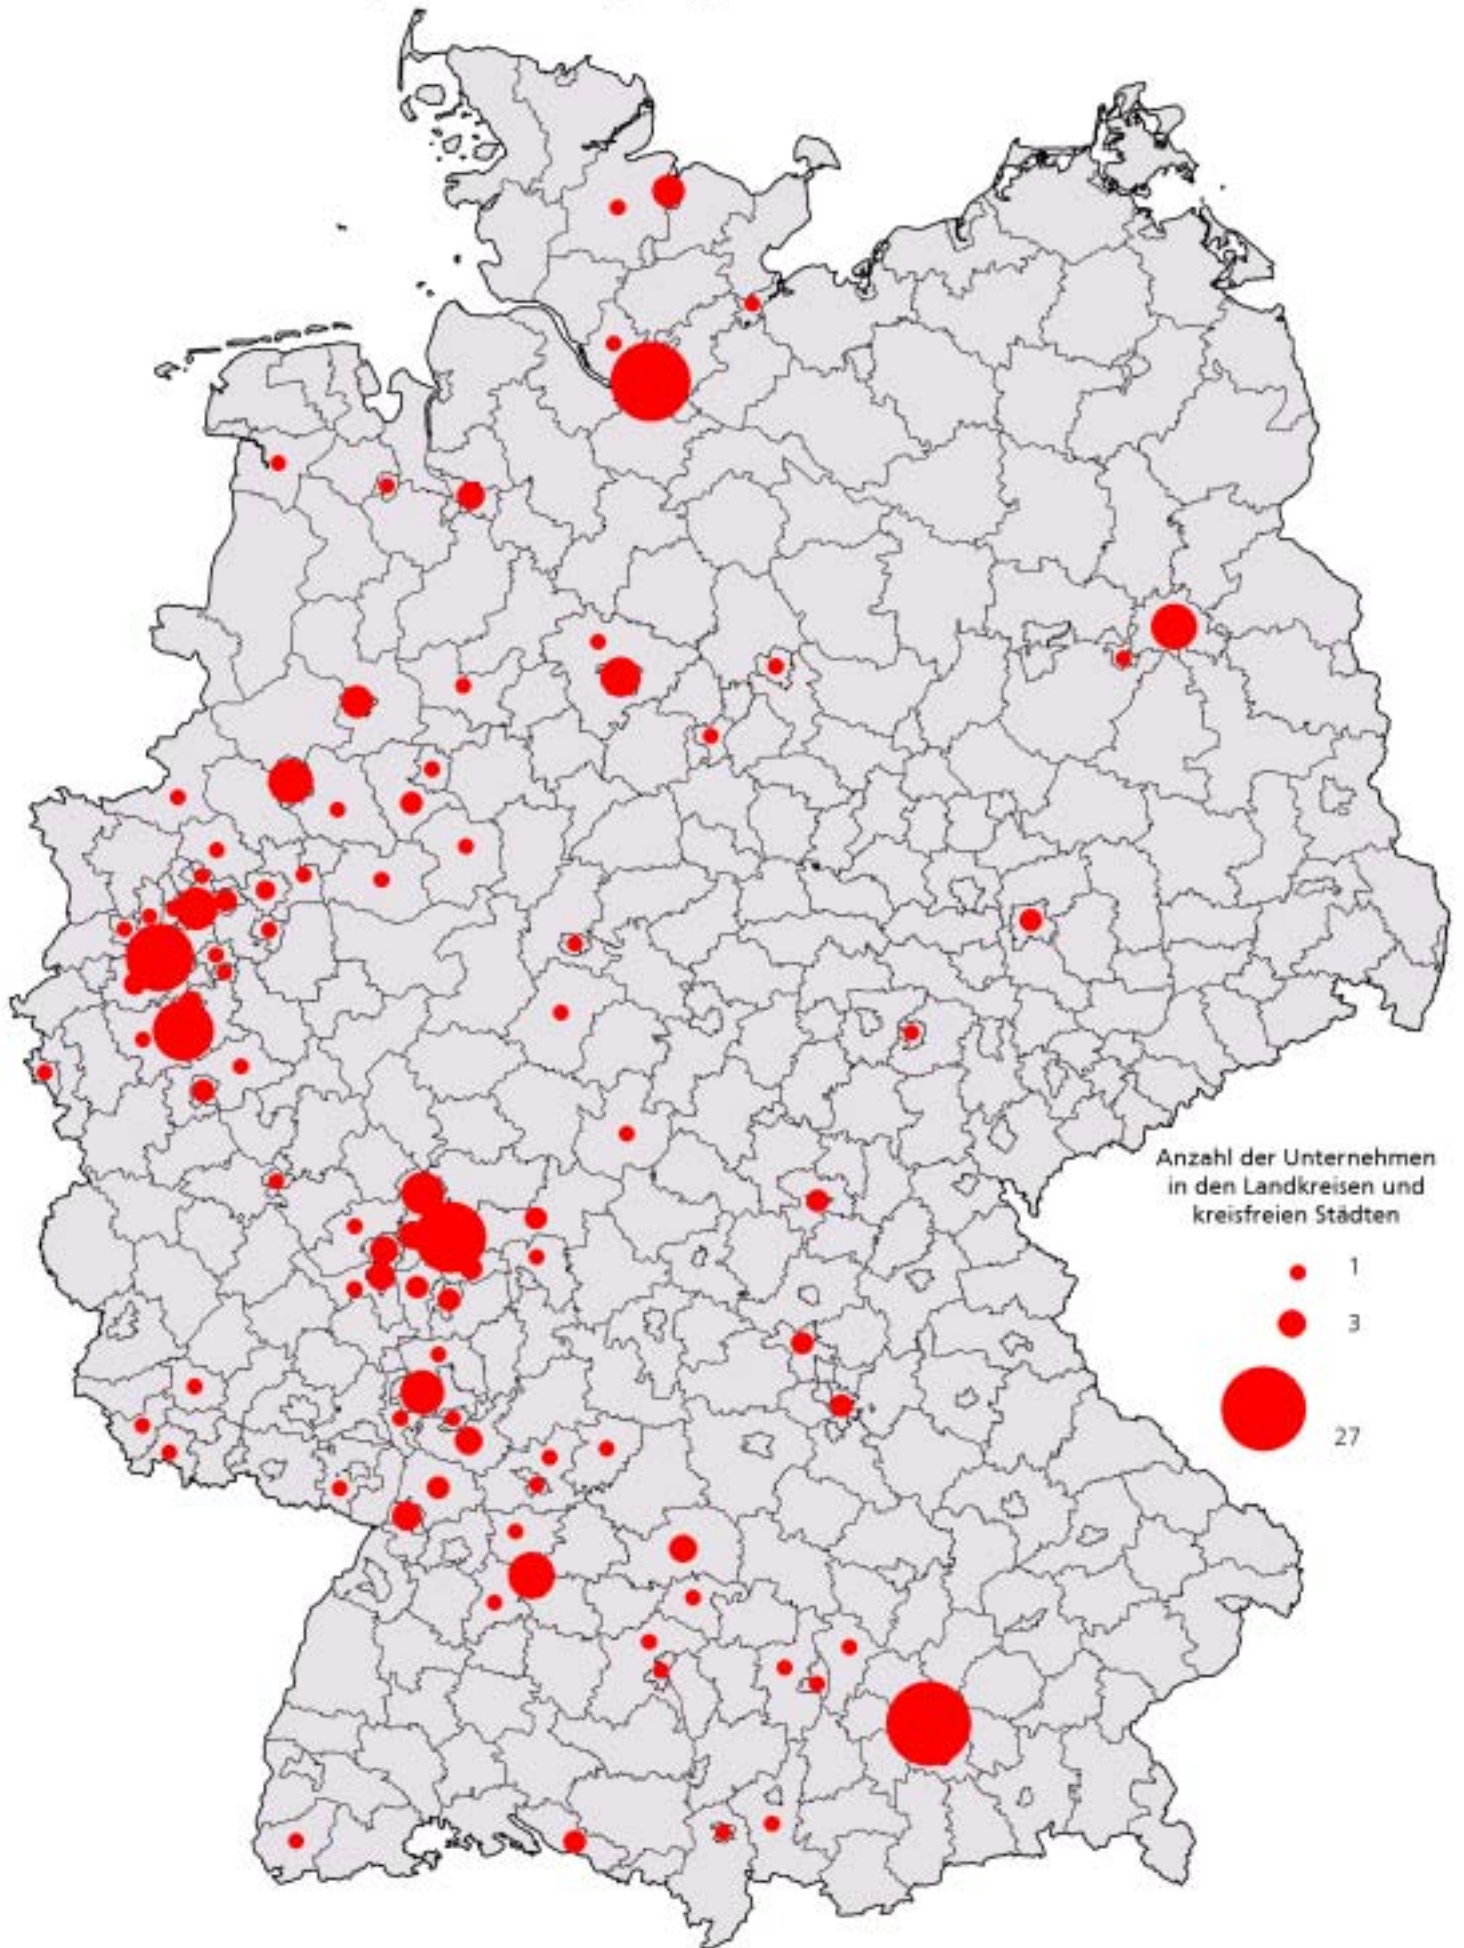 Anzahl der Unternehmen
in den Landkreisen und
kreisfreien Städten
1
3
27